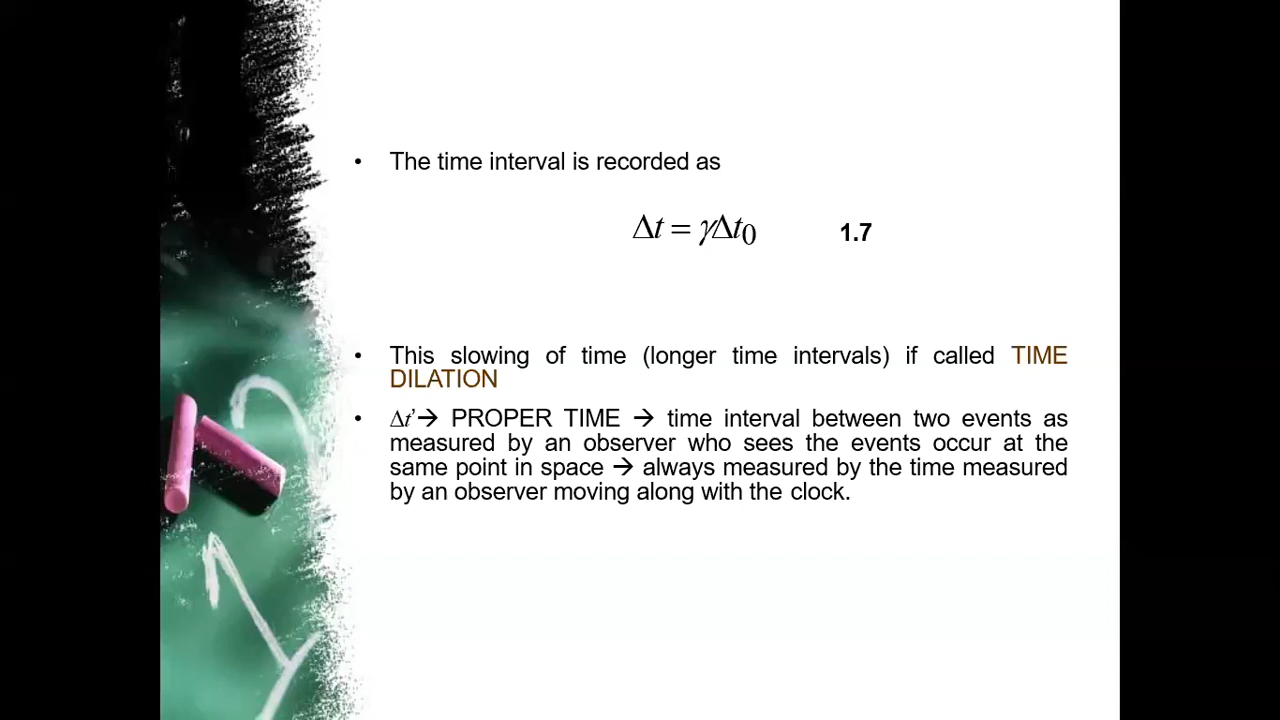 • The time interval is recorded as
Δt = γΔt₀ 1.7
• This slowing of time (longer time intervals) if called TIME
DILATION
• Δt’→ PROPER TIME → time interval between two events as
measured by an observer who sees the events occur at the
same point in space → always measured by the time measured
by an observer moving along with the clock.